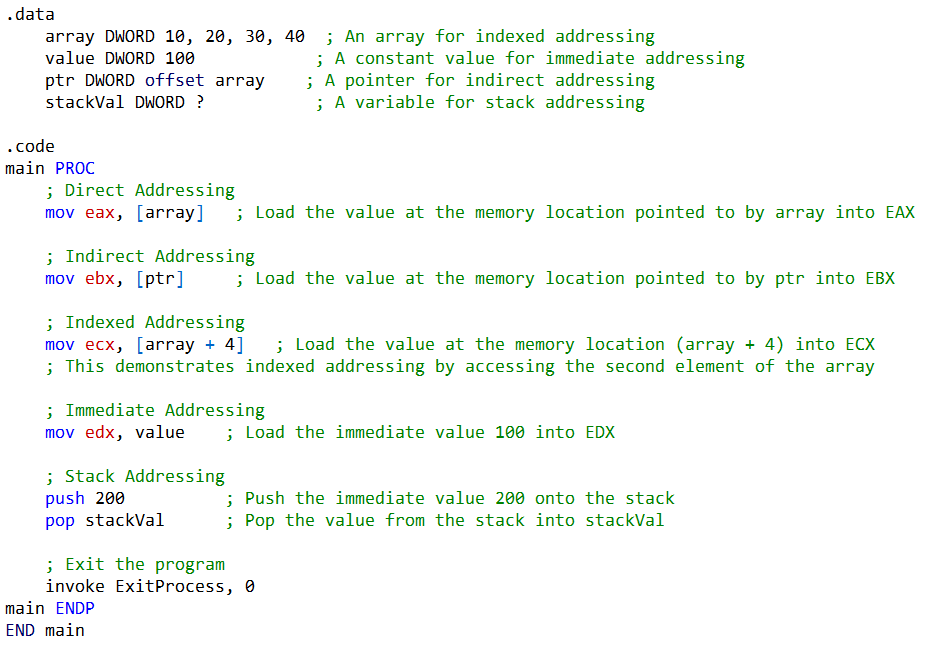 .data
    array DWORD 10, 20, 30, 40  ; An array for indexed addressing
    value DWORD 100            ; A constant value for immediate addressing
    ptr DWORD offset array    ; A pointer for indirect addressing
    stackVal DWORD ?           ; A variable for stack addressing

.code
main PROC
    ; Direct Addressing
    mov eax, [array]   ; Load the value at the memory location pointed to by array into EAX

    ; Indirect Addressing
    mov ebx, [ptr]     ; Load the value at the memory location pointed to by ptr into EBX

    ; Indexed Addressing
    mov ecx, [array + 4]   ; Load the value at the memory location (array + 4) into ECX
    ; This demonstrates indexed addressing by accessing the second element of the array

    ; Immediate Addressing
    mov edx, value    ; Load the immediate value 100 into EDX

    ; Stack Addressing
    push 200          ; Push the immediate value 200 onto the stack
    pop stackVal      ; Pop the value from the stack into stackVal

    ; Exit the program
    invoke ExitProcess, 0
main ENDP
END main